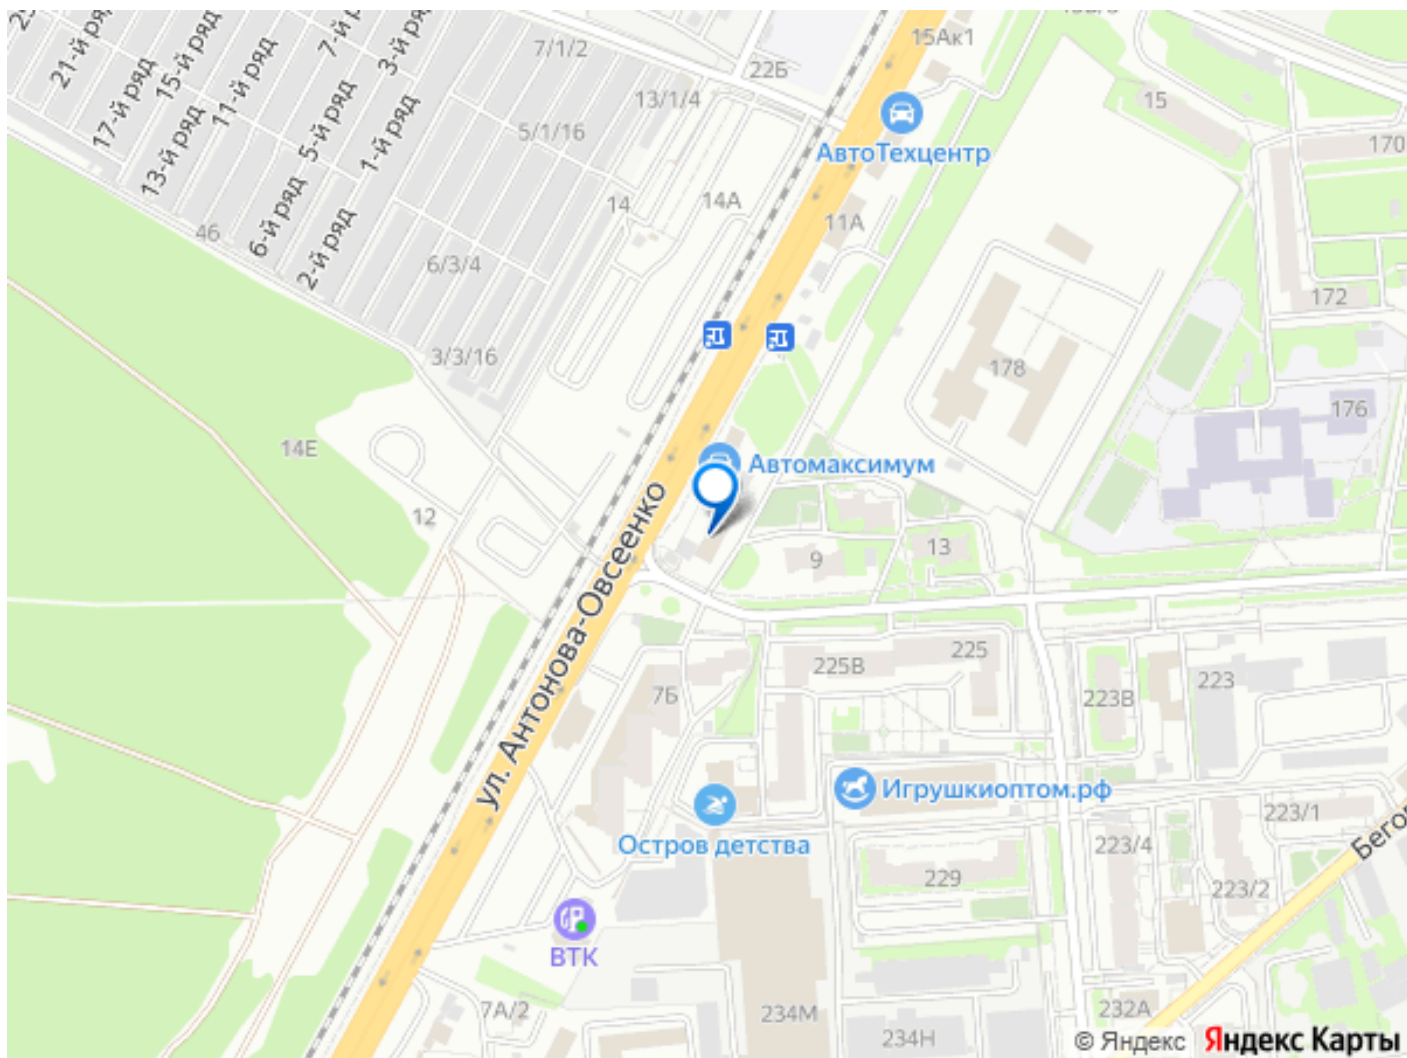 21-й ряд
17-й ряд
15-й ряд
13-й ряд
11-й ряд
7-й
3-й ряд
5-й ряд
1-й ряд
6-й ряд
2-й ряд
7/1/2
22Б
13/1/4
5/1/16
14
14А
46
6/3/4
3/3/16
14Е
12
15Ак1
АвтоТехцентр
11А
15
170
172
178
176
Автомаксимум
ул. Антонова-Овсеенко
9
13
225В
225
7Б
223В
223
Игрушкиоптом.рф
Остров детства
223/1
223/4
223/2
229
Бегов
ВТК
7А/2
234М
234Н
232А
© Яндекс Яндекс Карты